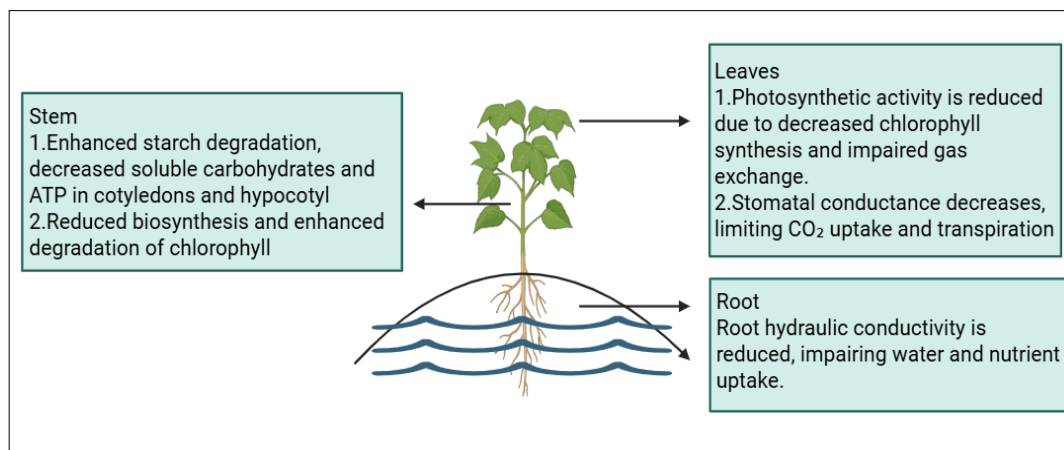 Stem
1.Enhanced starch degradation,
decreased soluble carbohydrates and
ATP in cotyledons and hypocotyl
2.Reduced biosynthesis and enhanced
degradation of chlorophyll
Leaves
1.Photosynthetic activity is reduced
due to decreased chlorophyll
synthesis and impaired gas
exchange.
2.Stomatal conductance decreases,
limiting CO₂ uptake and transpiration
Root
Root hydraulic conductivity is
reduced, impairing water and nutrient
uptake.